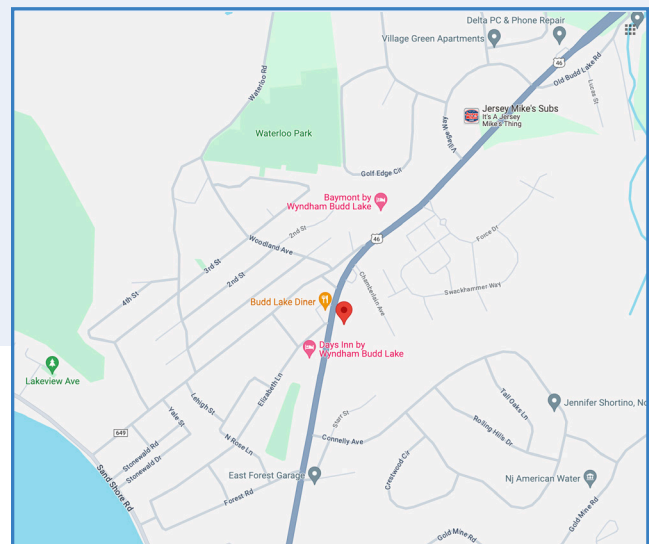 Delta PC & Phone Repair
Village Green Apartments
46
Old Budd Lake Rd
Lucas St
Waterloo Rd
Jersey Mike's Subs
It's A Jersey
Mike's Thing
Village Way
Waterloo Park
Golf Edge Cir
Baymont by
Wyndham Budd Lake
2nd St
46
Force Dr
Woodland Ave
3rd St
2nd St
Chamberlain Ave
Swackhammer Way
4th St
Budd Lake Diner
Days Inn by
Wyndham Budd Lake
Lakeview Ave
Elizabeth Ln
Tall Oaks Ln
Jennifer Shortino, No
Lehigh St
Yale St
Starr St
Rolling Hills Dr
649
N Rose Ln
Connelly Ave
Stonewald Rd
Stonewald Dr
Crestwood Cir
Sand Shore Rd
East Forest Garage
Nj American Water
Forest Rd
Gold Mine Rd
Gold Mine Rd